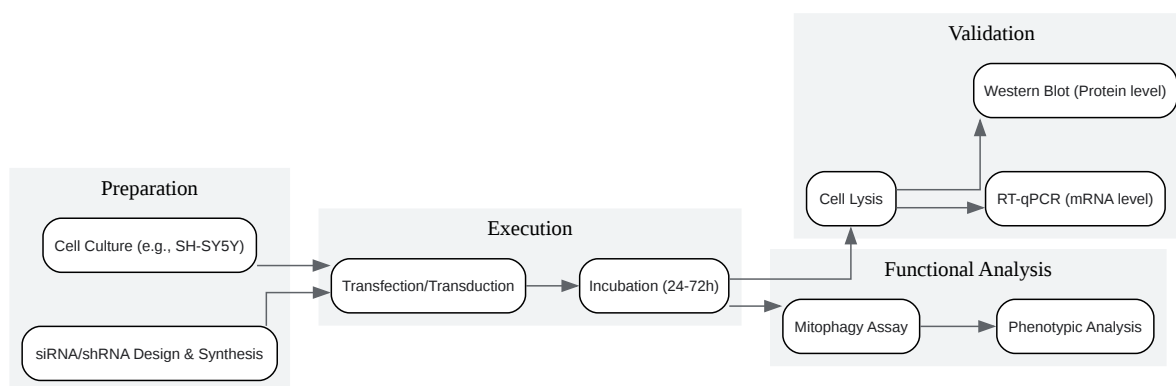 Preparation
Cell Culture (e.g., SH-SY5Y)
siRNA/shRNA Design & Synthesis
Execution
Transfection/Transduction
Incubation (24-72h)
Validation
Western Blot (Protein level)
Cell Lysis
RT-qPCR (mRNA level)
Functional Analysis
Mitophagy Assay
Phenotypic Analysis